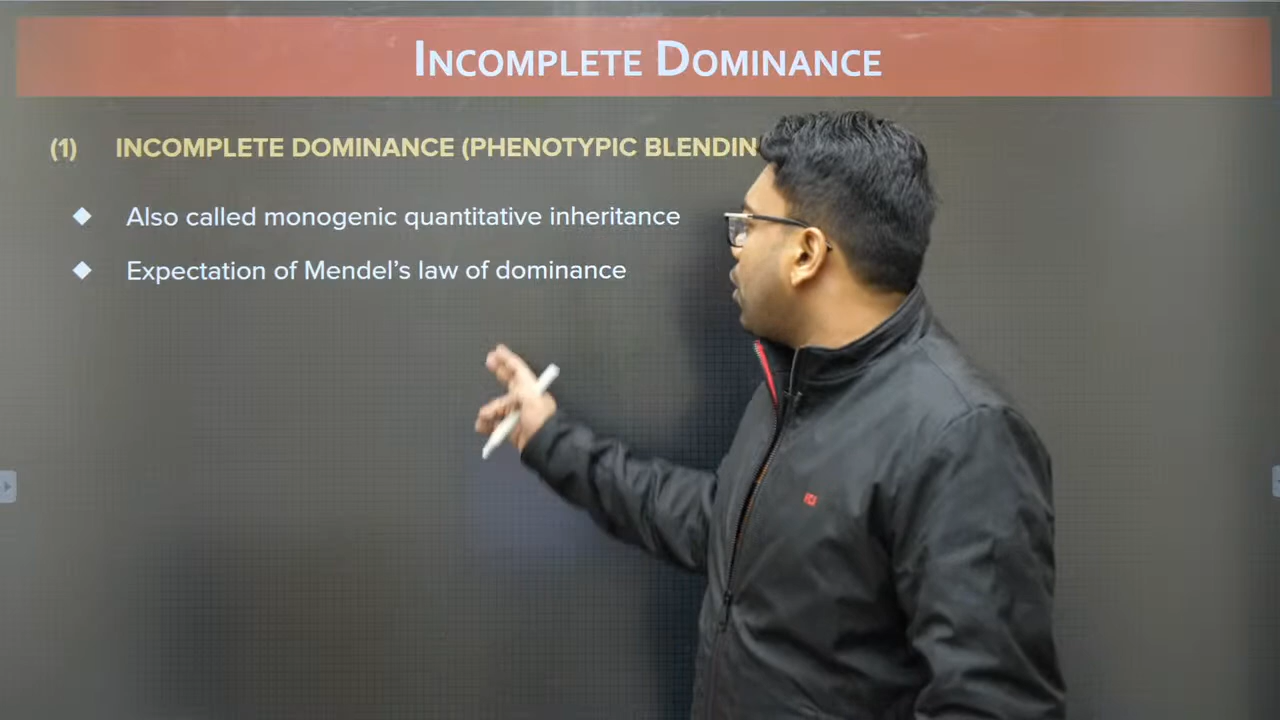 INCOMPLETE DOMINANCE
(1) INCOMPLETE DOMINANCE (PHENOTYPIC BLENDIN
◆ Also called monogenic quantitative inheritance
◆ Expectation of Mendel's law of dominance